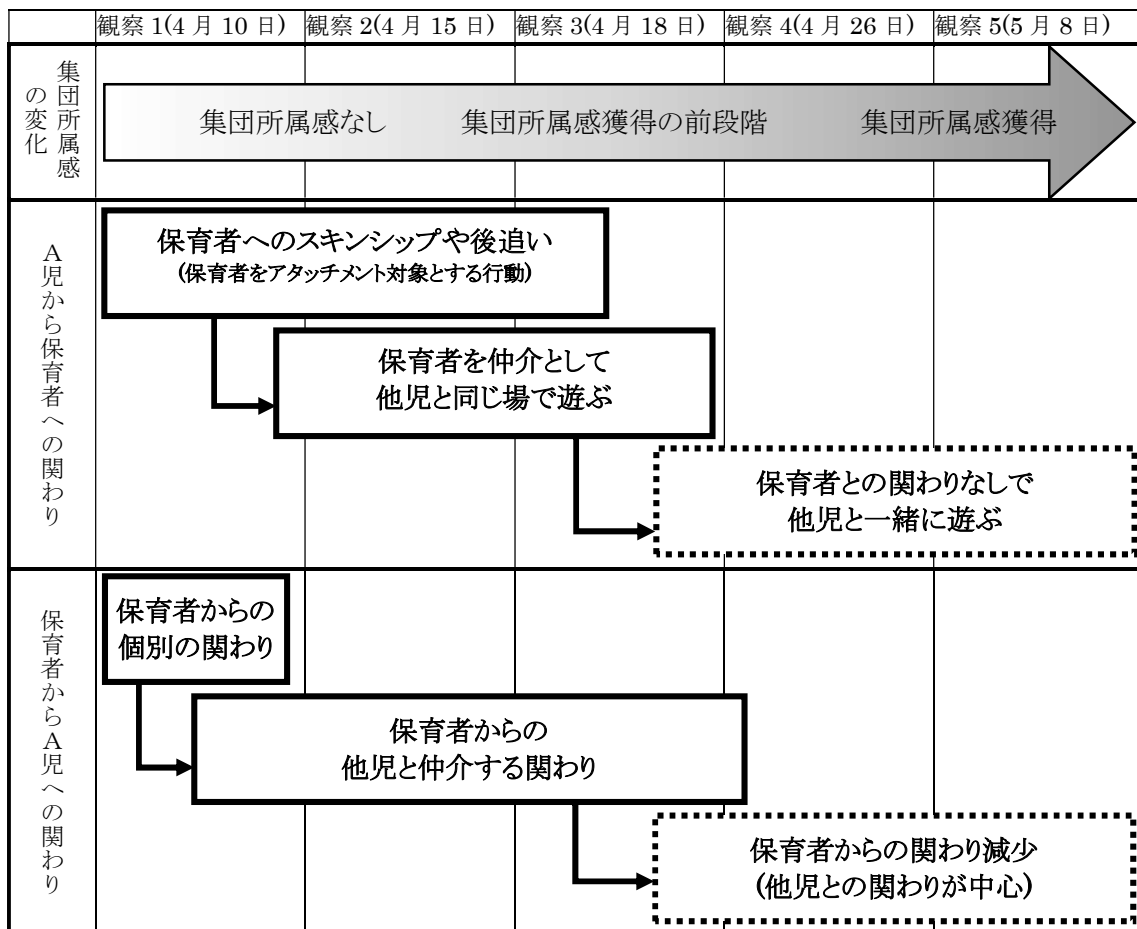 観察1(4月10日)
観察2(4月15日)
観察3(4月18日)
観察4(4月26日)
観察5(5月8日)
集団所属感
の変化
集団所属感なし
集団所属感獲得の前段階
集団所属感獲得
A児から保育者への関わり
保育者へのスキンシップや後追い
(保育者をアタッチメント対象とする行動)
保育者を仲介として
他児と同じ場で遊ぶ
保育者との関わりなしで
他児と一緒に遊ぶ
保育者からA児への関わり
保育者からの
個別の関わり
保育者からの
他児と仲介する関わり
保育者からの関わり減少
(他児との関わりが中心)